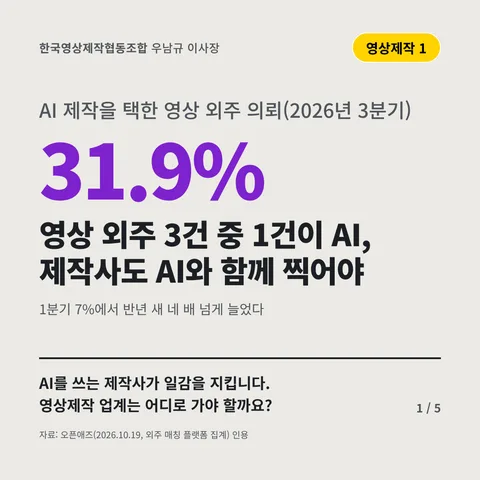 한국영상제작협동조합 우남규 이사장
영상제작 1
AI 제작을 택한 영상 외주 의뢰(2026년 3분기)
31.9%
영상 외주 3건 중 1건이 AI,
제작사도 AI와 함께 찍어야
1분기 7%에서 반년 새 네 배 넘게 늘었다
AI를 쓰는 제작사가 일감을 지킵니다.
영상제작 업계는 어디로 가야 할까요?
1 / 5
자료: 오픈애즈(2026.10.19, 외주 매칭 플랫폼 집계) 인용